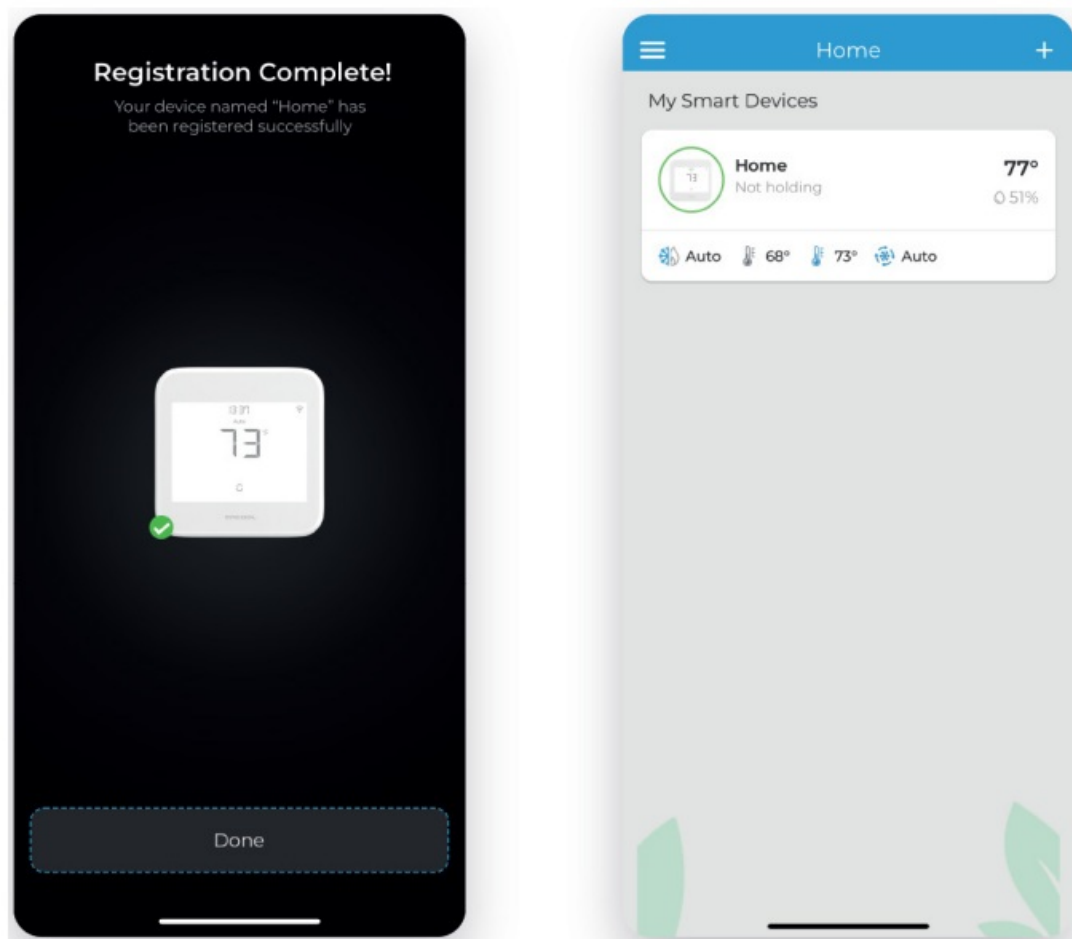 Registration Complete!
Your device named "Home" has
been registered successfully
73
Done
Home
My Smart Devices
73
Home
Not holding
77°
51%
Auto
68°
73°
Auto